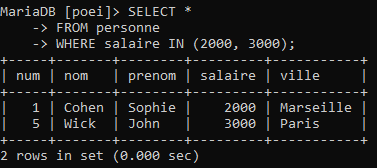 MariaDB [poei]> SELECT *
    -> FROM personne
    -> WHERE salaire IN (2000, 3000);
+-----+-------+--------+---------+-----------+
| num | nom   | prenom | salaire | ville     |
+-----+-------+--------+---------+-----------+
|   1 | Cohen | Sophie |    2000 | Marseille |
|   5 | Wick  | John   |    3000 | Paris     |
+-----+-------+--------+---------+-----------+
2 rows in set (0.000 sec)